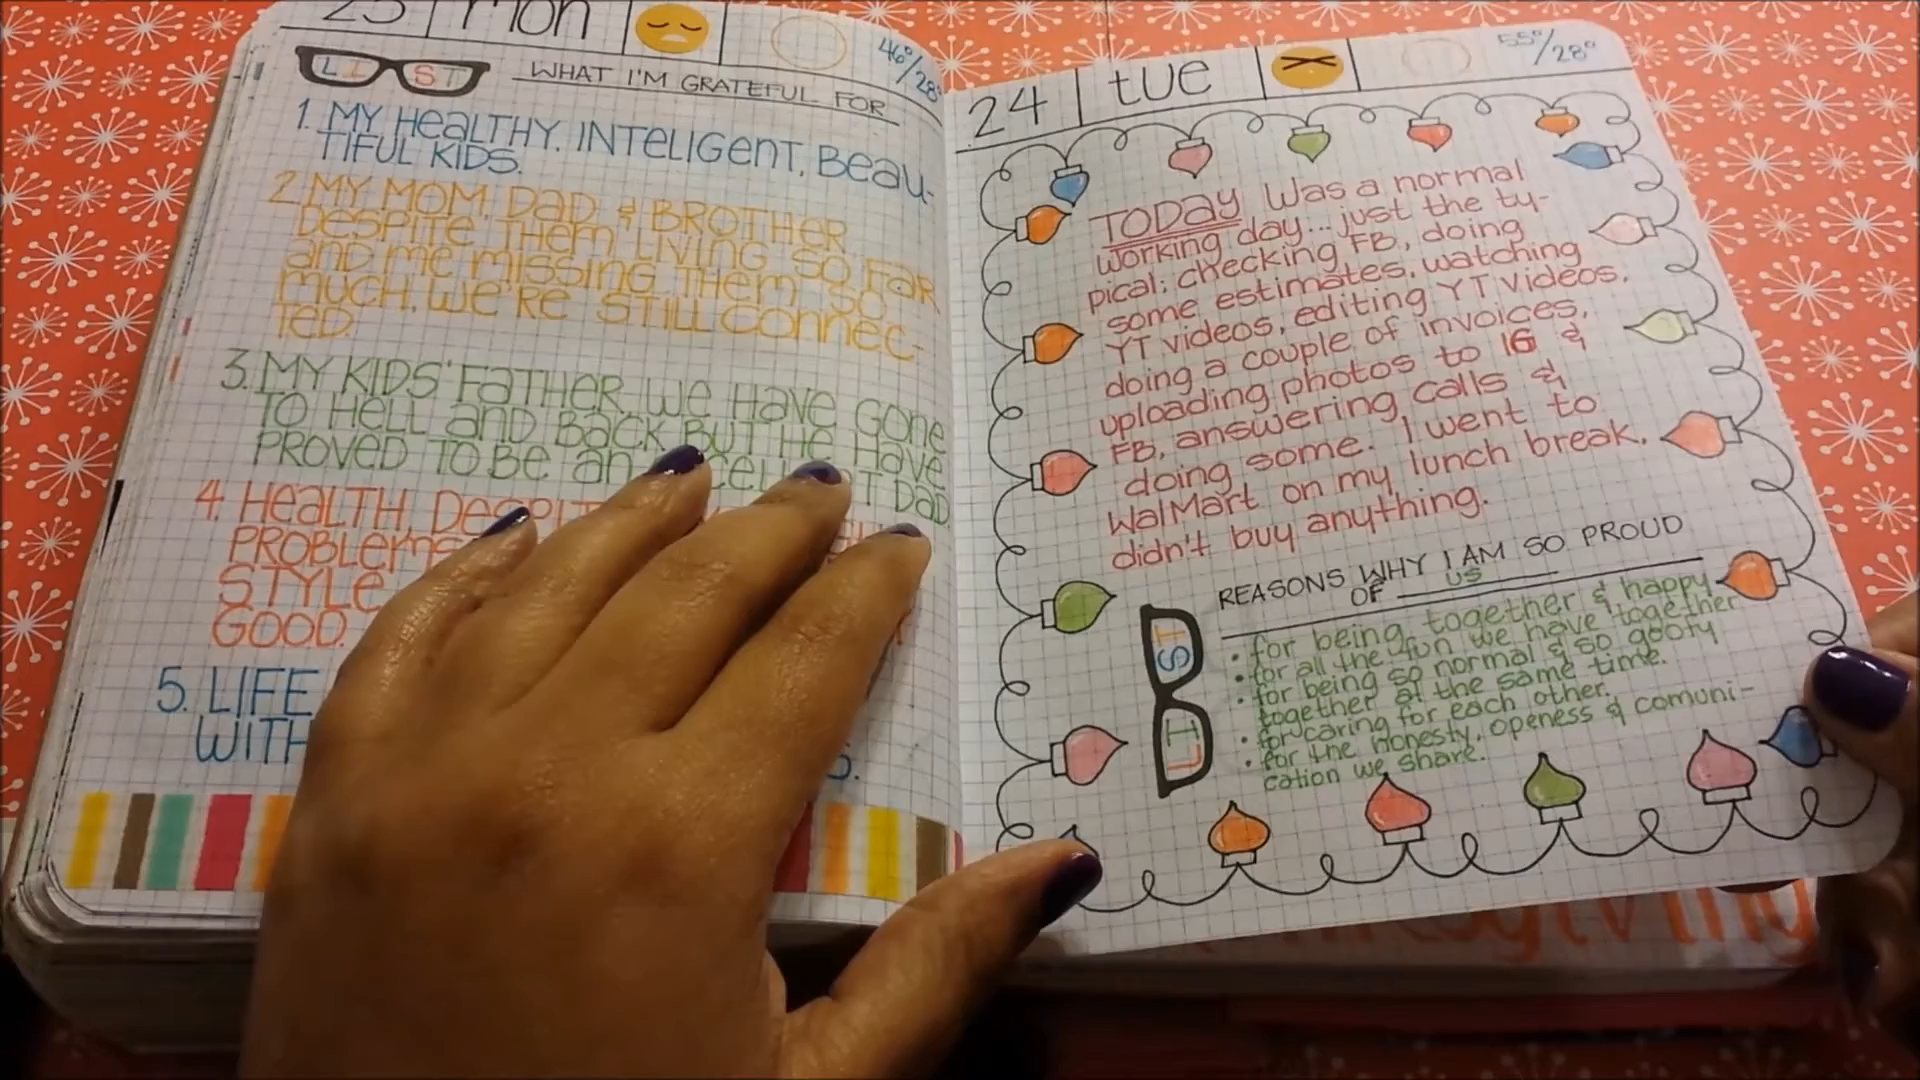 mon
46°/28°
LIST
WHAT I'M GRATEFUL FOR
1. MY HEALTHY, INTELIGENT, BEAU-
TIFUL KIDS.
2. MY MOM, DAD & BROTHER
DESPITE THEM LIVING SO FAR
AND ME MISSING THEM SO
MUCH, WE'RE STILL CONNEC-
TED.
3. MY KIDS' FATHER, WE HAVE GONE
TO HELL AND BACK BUT HE HAVE
PROVED TO BE AN DAD
4. HEALTH,
PROBLEMS
STYLE
GOOD.
5. LIFE
WITH
24 tue
55°/28°
TODAY was a normal
working day... just the ty-
pical; checking FB, doing
some estimates, watching
YT videos, editing YT videos,
doing a couple of invoices,
uploading photos to IG &
FB, answering calls &
doing some. I went to
WalMart on my lunch break,
didn't buy anything.
LIST
REASONS WHY I AM SO PROUD
OF us
• for being together & happy
• for all the fun we have together
• for being so normal & so goofy
together at the same time.
• for caring for each other.
• for the honesty, openess & comuni-
cation we share.